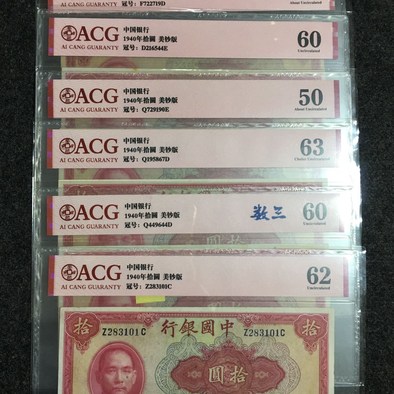 冠号: F722719D
AI CANG GUARANTY
About Uncirculated
ACG
AI CANG GUARANTY
中国银行
1940年拾圆 美钞版
冠号: D216544E
60
Uncirculated
ACG
AI CANG GUARANTY
中国银行
1940年拾圆 美钞版
冠号: Q729190E
50
About Uncirculated
ACG
AI CANG GUARANTY
中国银行
1940年拾圆 美钞版
冠号: Q195867D
63
Choice Uncirculated
ACG
AI CANG GUARANTY
中国银行
1940年拾圆 美钞版
冠号: Q449644D
数三
60
Uncirculated
ACG
AI CANG GUARANTY
中国银行
1940年拾圆 美钞版
冠号: Z283101C
62
Uncirculated
行銀國中
Z283101C
Z283101C
拾
拾
圓拾